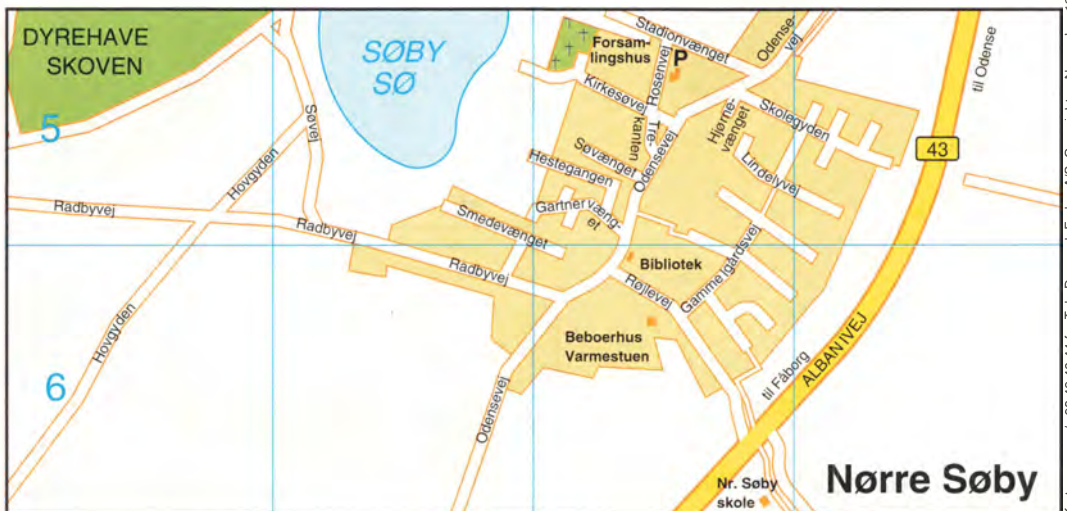 DYREHAVE
SKOVEN
SØBY
SØ
Forsam-
lingshus
P
Stadionvænget
Odense-
vej
til Odense
Rosenvej
Kirkesøvej
Tre-
kanten
Odensevej
Hjørne-
vænget
Skolegyden
43
5
Søvej
Hovgyden
Søvænget
Hestegangen
Lindelyvej
Radbyvej
Radbyvej
Gartnervæng-
et
Smedevænget
Radbyvej
Bibliotek
Røjlevej
Gammelgårdsvej
Hovgyden
Beboerhus
Varmestuen
6
Odensevej
til Fåborg
ALBANIVEJ
Nr. Søby
skole
Nørre Søby